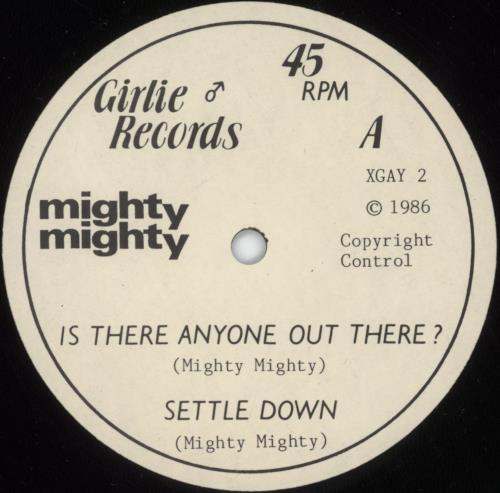 Girlie ♂
Records
45
RPM
A
XGAY 2
© 1986
Copyright
Control
mighty
mighty
IS THERE ANYONE OUT THERE?
(Mighty Mighty)
SETTLE DOWN
(Mighty Mighty)